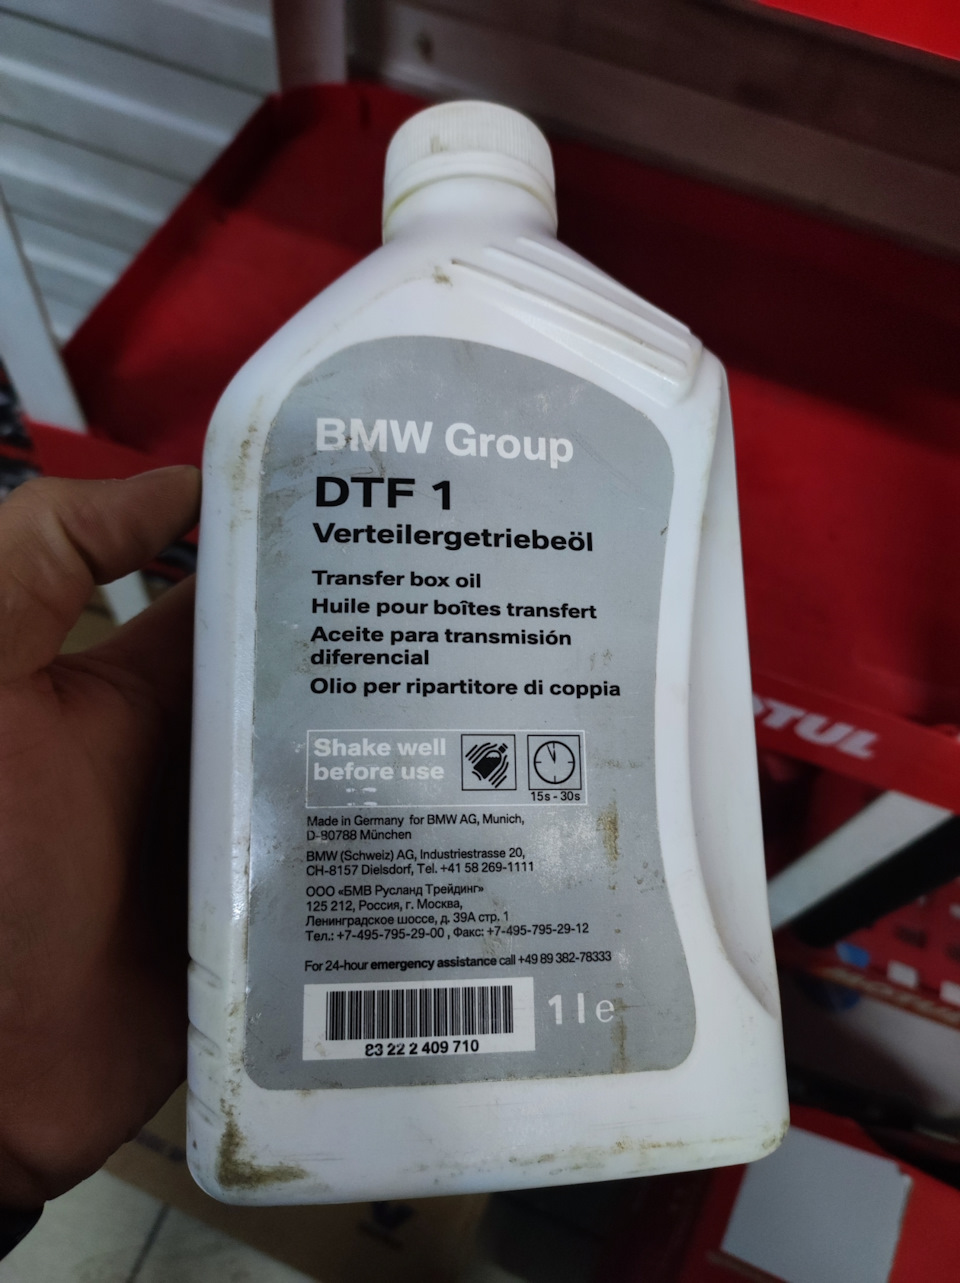 BMW Group
DTF 1
Verteilergetriebeöl
Transfer box oil
Huile pour boîtes transfert
Aceite para transmisión
diferencial
Olio per ripartitore di coppia
Shake well
before use
15s - 30s
Made in Germany for BMW AG, Munich,
D-80788 München
BMW (Schweiz) AG, Industriestrasse 20,
CH-8157 Dielsdorf, Tel. +41 58 269-1111
ООО «БМВ Русланд Трейдинг»
125 212, Россия, г. Москва,
Ленинградское шоссе, д. 39А стр. 1
Тел.: +7-495-795-29-00 , Факс: +7-495-795-29-12
For 24-hour emergency assistance call +49 89 382-78333
83 22 2 409 710
1 l e
MOTUL